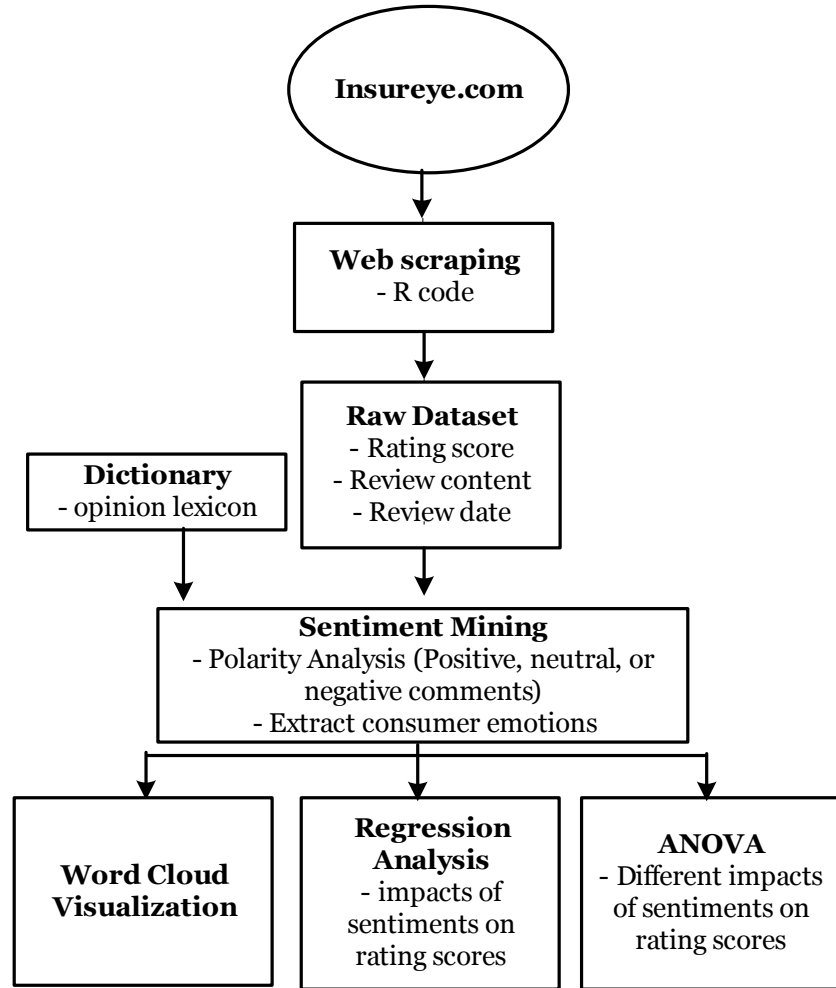 Insureye.com
Web scraping
- R code
Raw Dataset
- Rating score
- Review content
- Review date
Dictionary
- opinion lexicon
Sentiment Mining
- Polarity Analysis (Positive, neutral, or
negative comments)
- Extract consumer emotions
Word Cloud
Visualization
Regression
Analysis
- impacts of
sentiments on
rating scores
ANOVA
- Different impacts
of sentiments on
rating scores